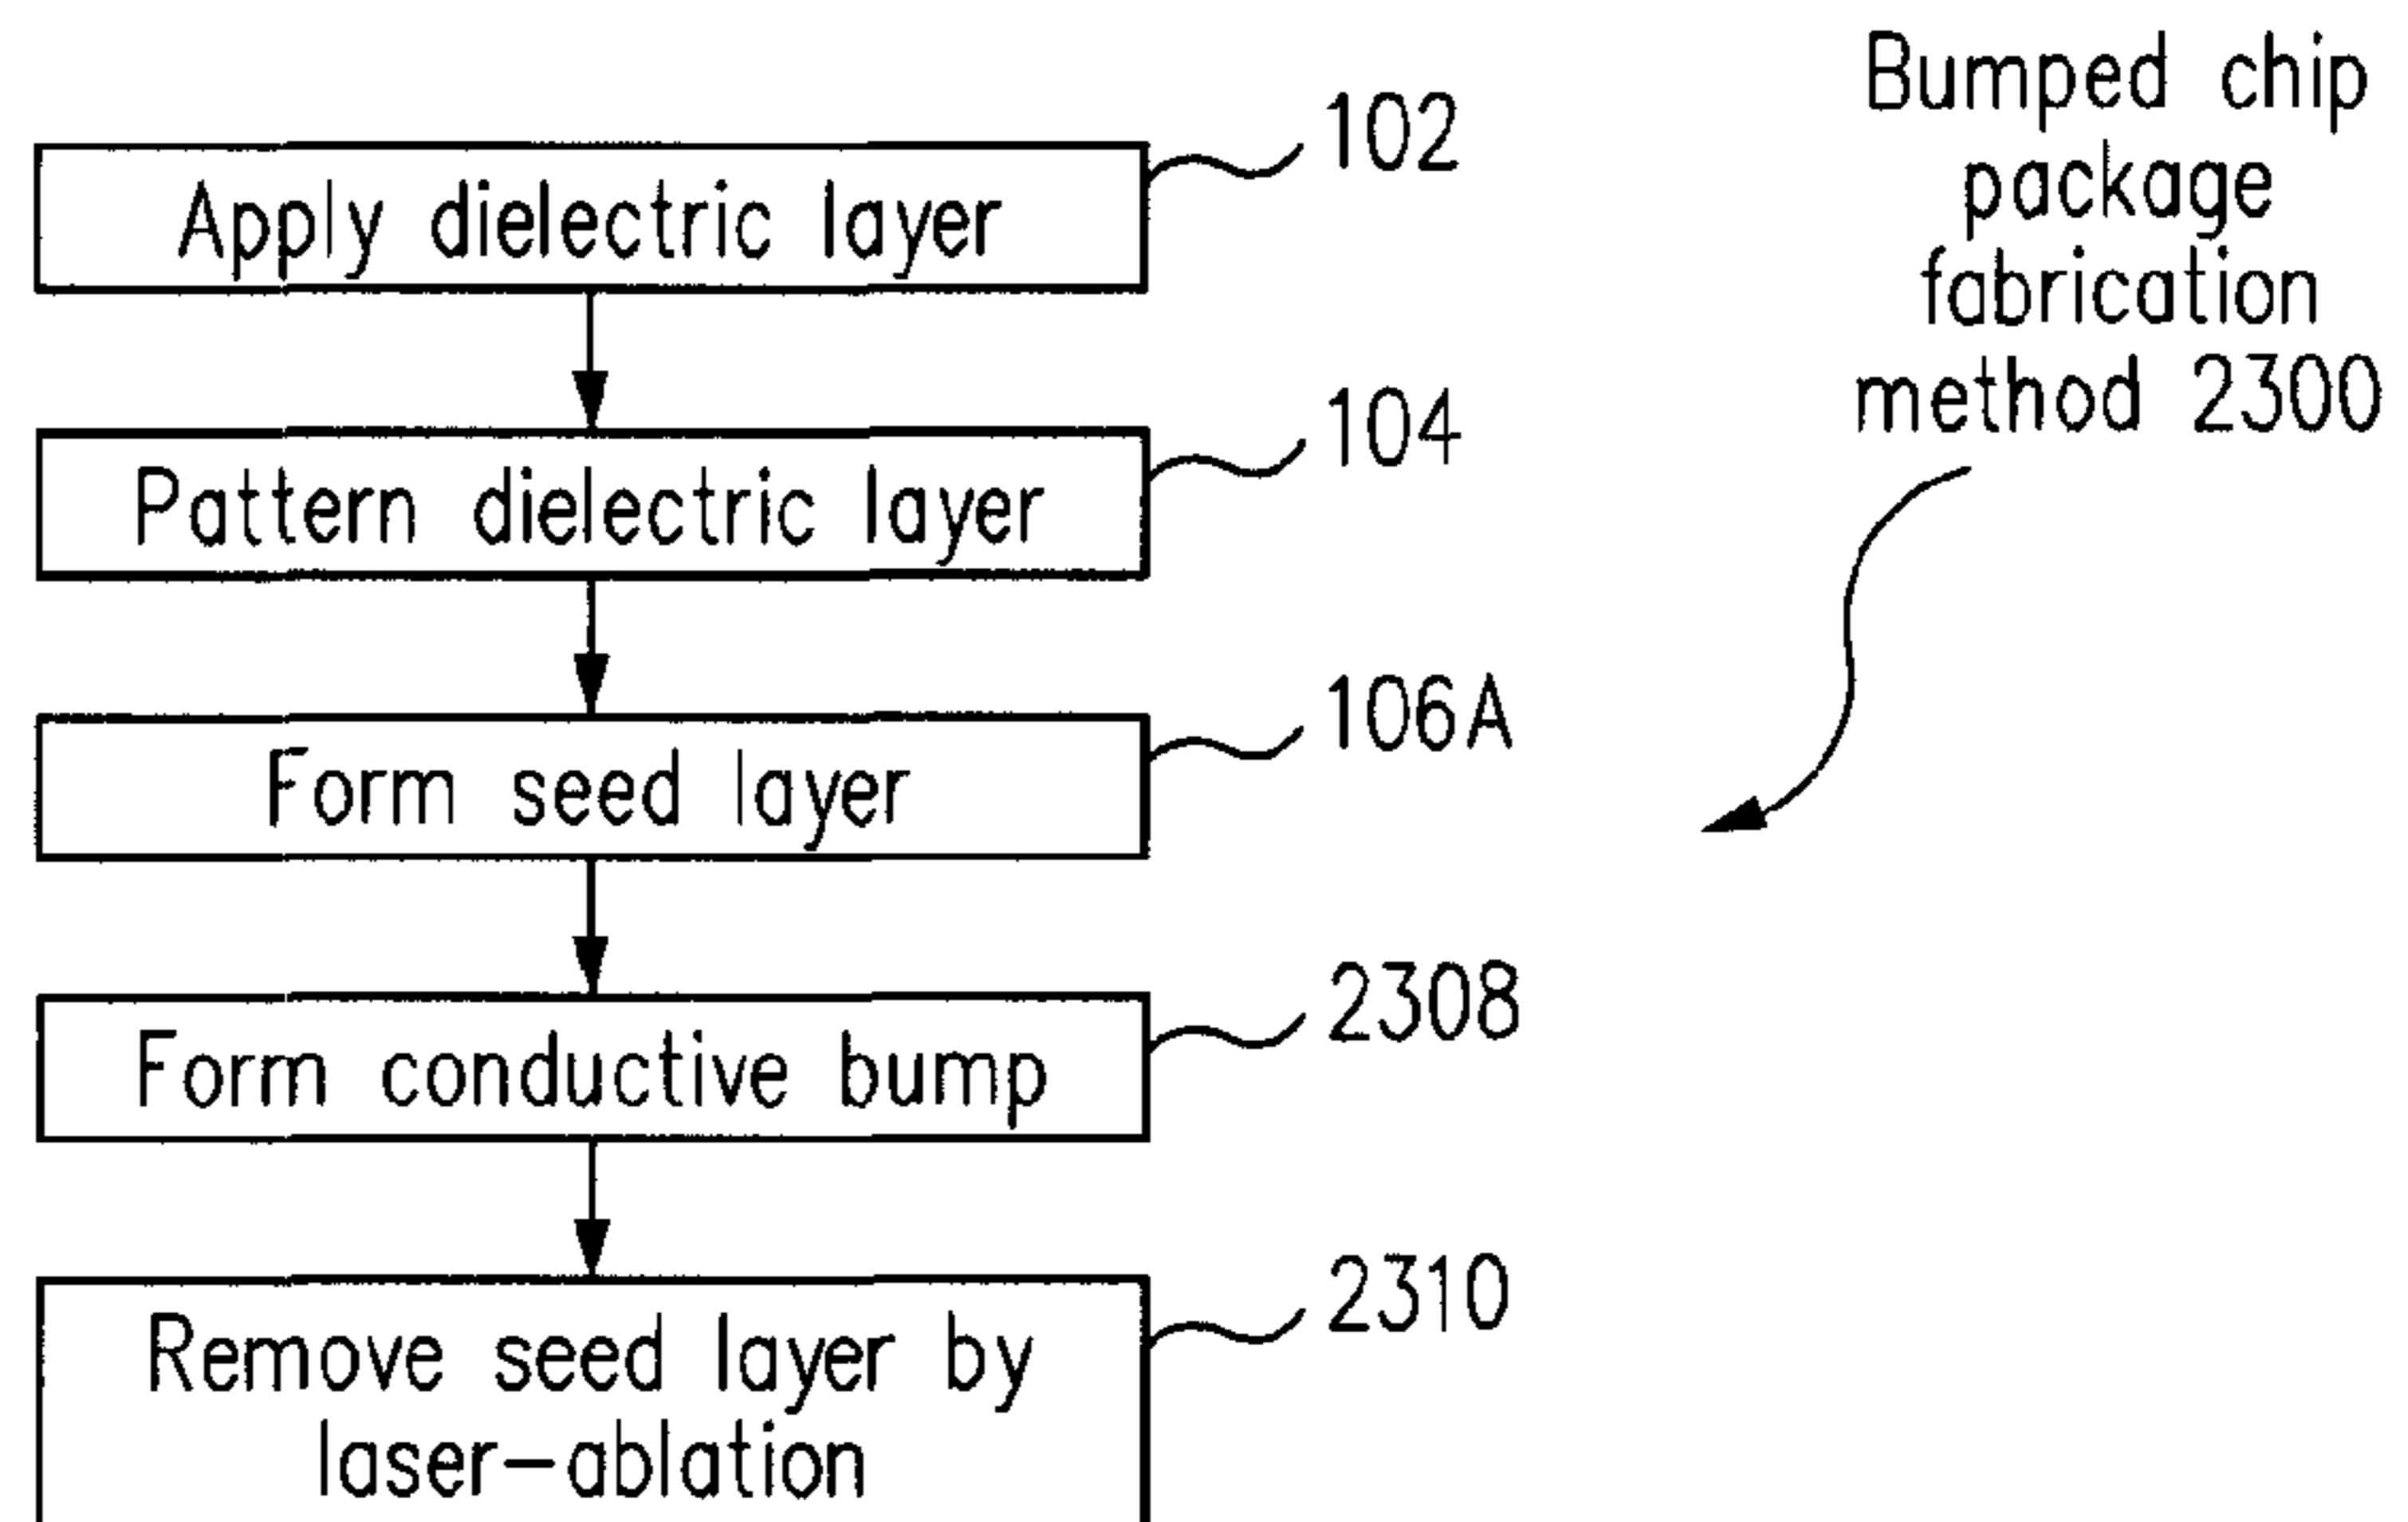 Bumped chip
package
fabrication
method 2300
Apply dielectric layer
102
Pattern dielectric layer
104
Form seed layer
106A
Form conductive bump
2308
Remove seed layer by
laser-ablation
2310